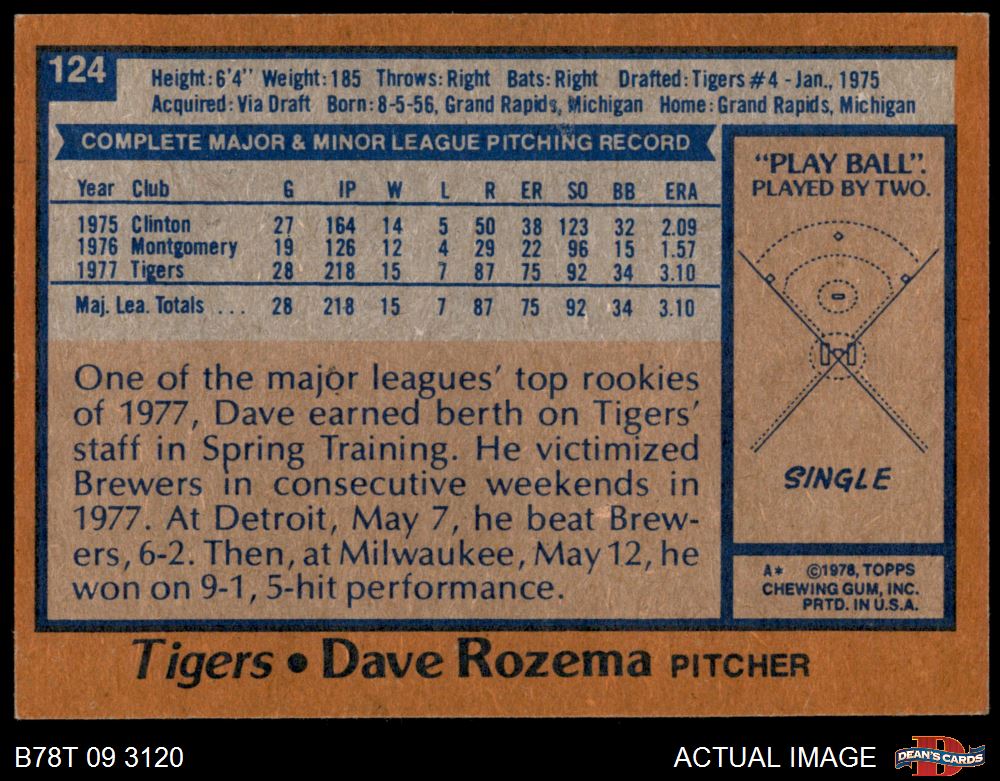 124
Height: 6'4" Weight: 185 Throws: Right Bats: Right Drafted: Tigers #4 - Jan., 1975
Acquired: Via Draft Born: 8-5-56, Grand Rapids, Michigan Home: Grand Rapids, Michigan
COMPLETE MAJOR & MINOR LEAGUE PITCHING RECORD
Year Club G IP W L R ER SO BB ERA
1975 Clinton 27 164 14 5 50 38 123 32 2.09
1976 Montgomery 19 126 12 4 29 22 96 15 1.57
1977 Tigers 28 218 15 7 87 75 92 34 3.10
Maj. Lea. Totals ... 28 218 15 7 87 75 92 34 3.10
One of the major leagues' top rookies
of 1977, Dave earned berth on Tigers'
staff in Spring Training. He victimized
Brewers in consecutive weekends in
1977. At Detroit, May 7, he beat Brew-
ers, 6-2. Then, at Milwaukee, May 12, he
won on 9-1, 5-hit performance.
"PLAY BALL".
PLAYED BY TWO.
SINGLE
A* ©1978, TOPPS
CHEWING GUM, INC.
PRTD. IN U.S.A.
Tigers • Dave Rozema PITCHER
B78T 09 3120
ACTUAL IMAGE
D
DEAN'S CARDS